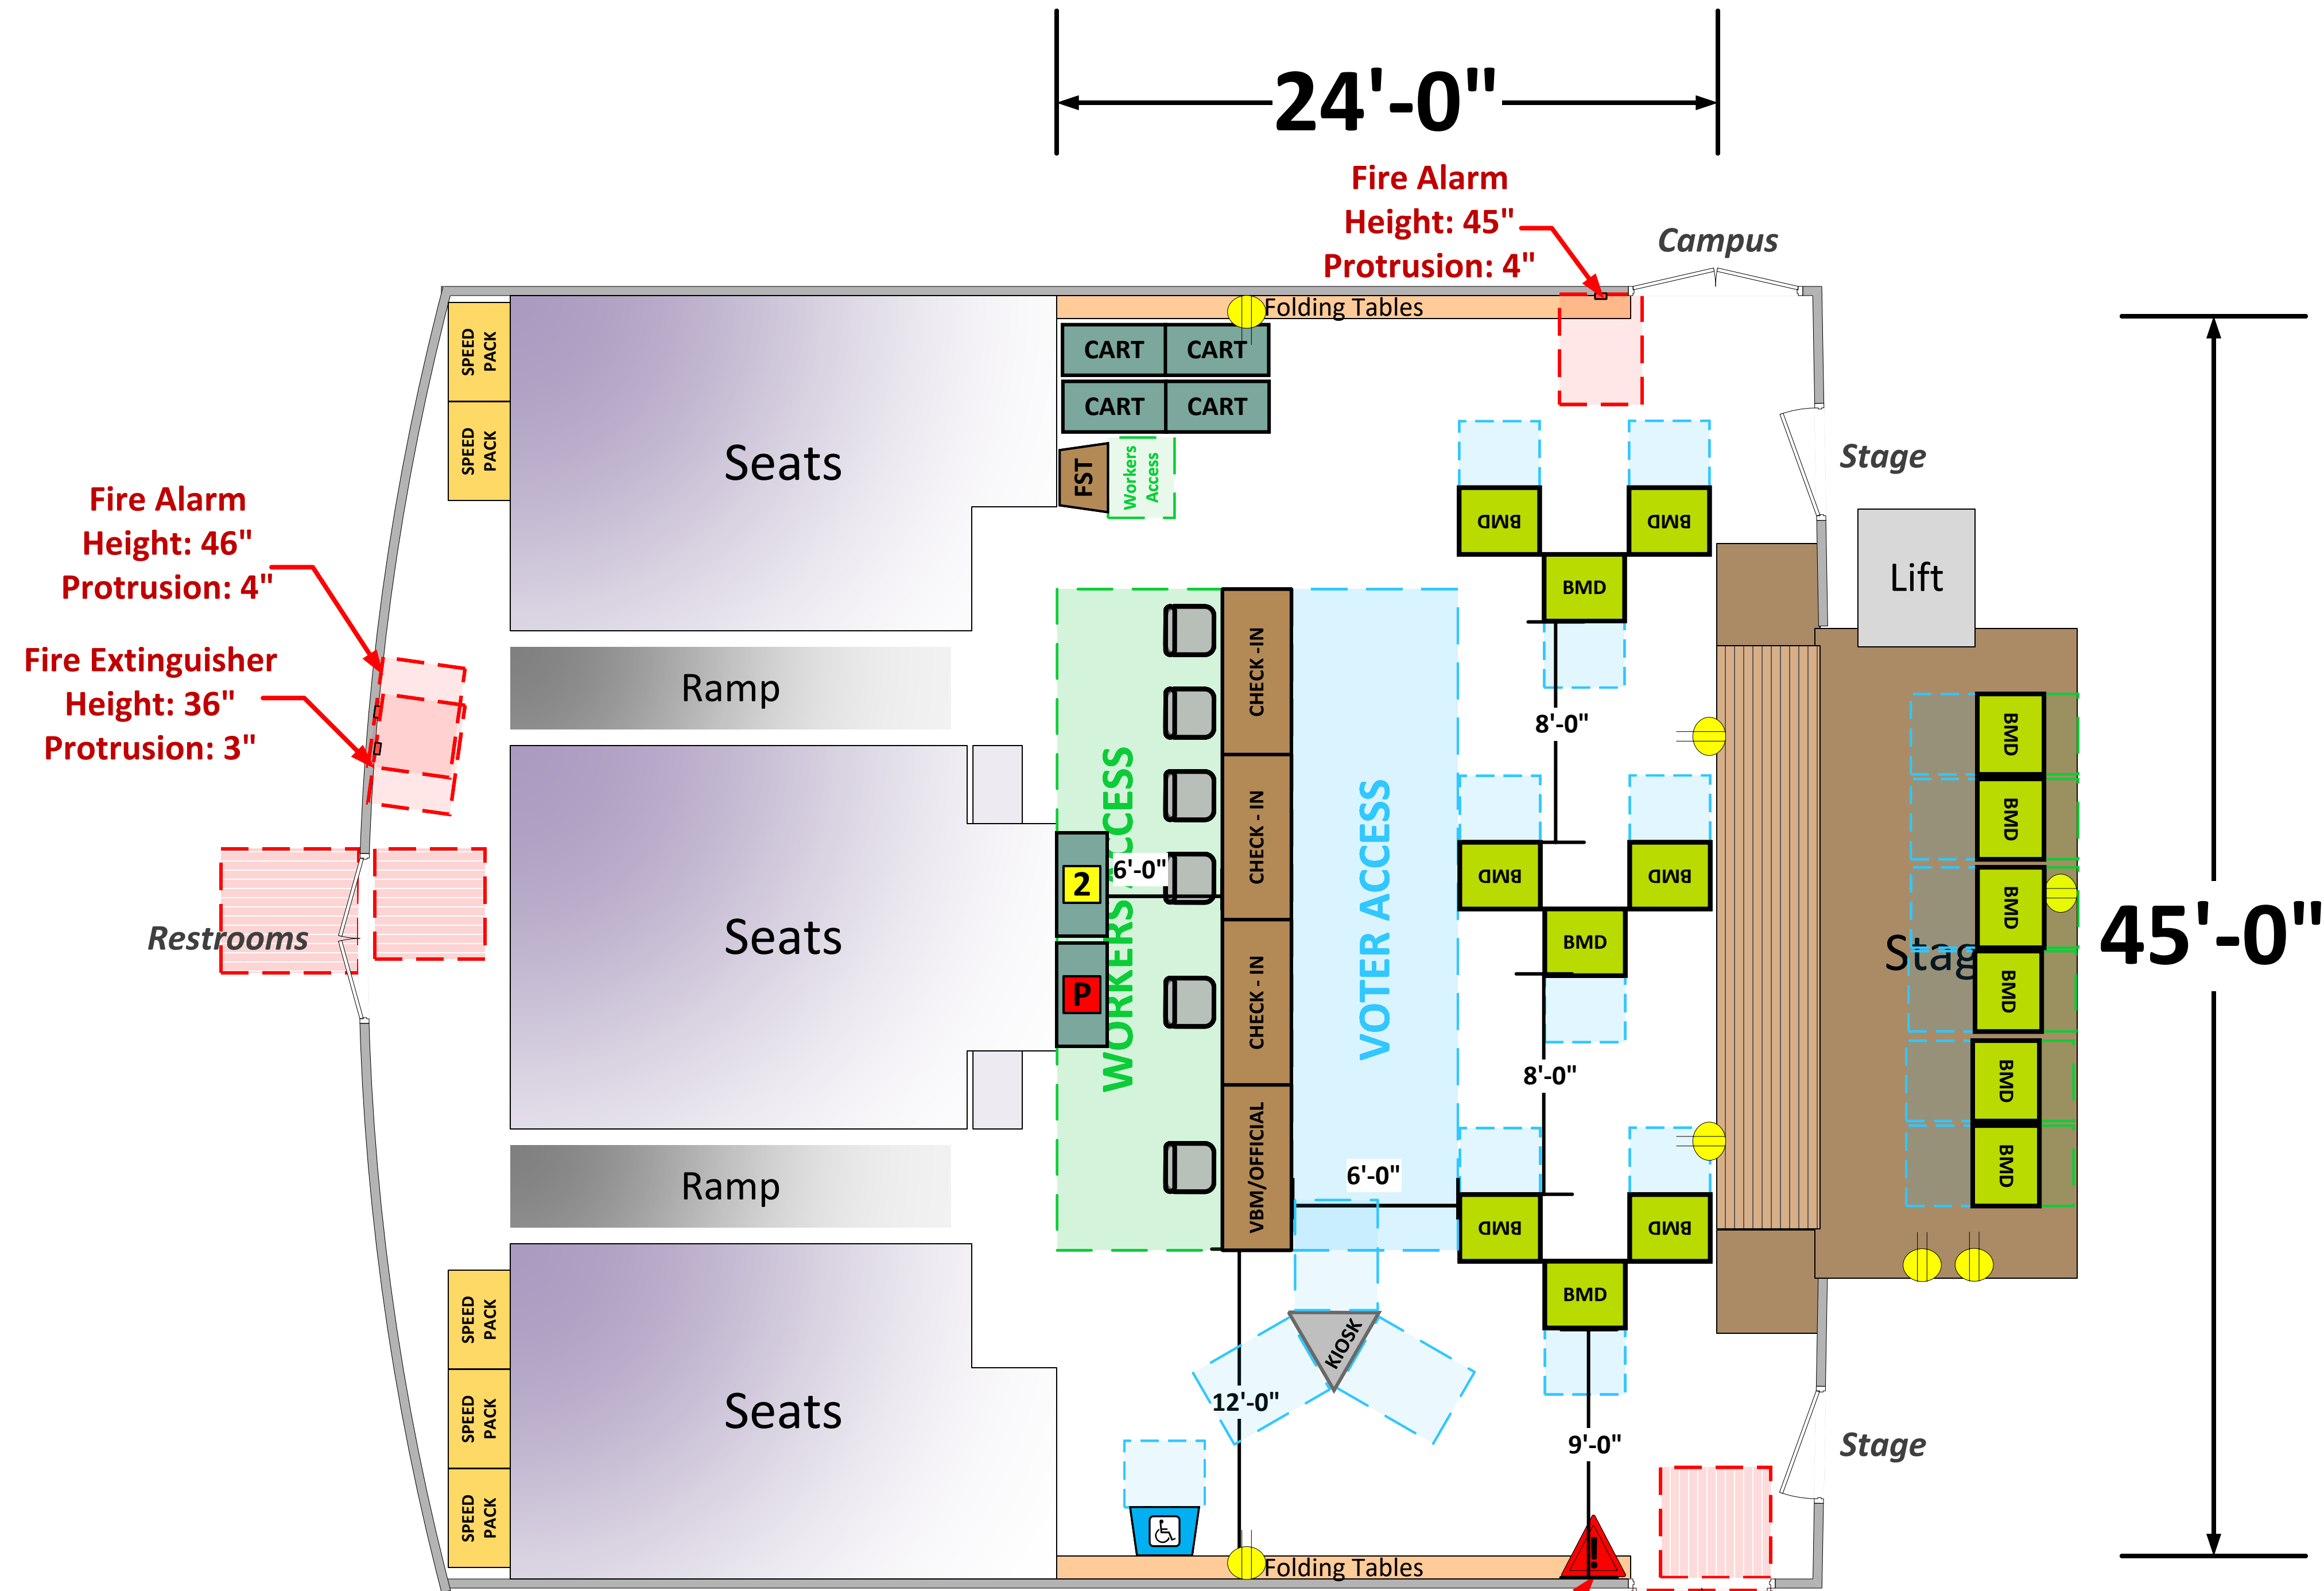 24'-0"
Fire Alarm
Height: 45"
Protrusion: 4"
Campus
Folding Tables
SPEED
PACK
SPEED
PACK
CART
CART
CART
CART
Seats
FST
Workers
Access
Stage
Fire Alarm
Height: 46"
Protrusion: 4"
BMD
BMD
BMD
Lift
Fire Extinguisher
Height: 36"
Protrusion: 3"
Ramp
CHECK -IN
8'-0"
BMD
BMD
WORKERS ACCESS
VOTER ACCESS
CHECK - IN
2
6'-0"
BMD
BMD
BMD
BMD
Restrooms
Seats
Stag
45'-0"
P
CHECK - IN
BMD
8'-0"
BMD
Ramp
VBM/OFFICIAL
6'-0"
BMD
BMD
BMD
BMD
SPEED
PACK
SPEED
PACK
SPEED
PACK
Seats
KIOSK
12'-0"
9'-0"
Stage
!
Folding Tables